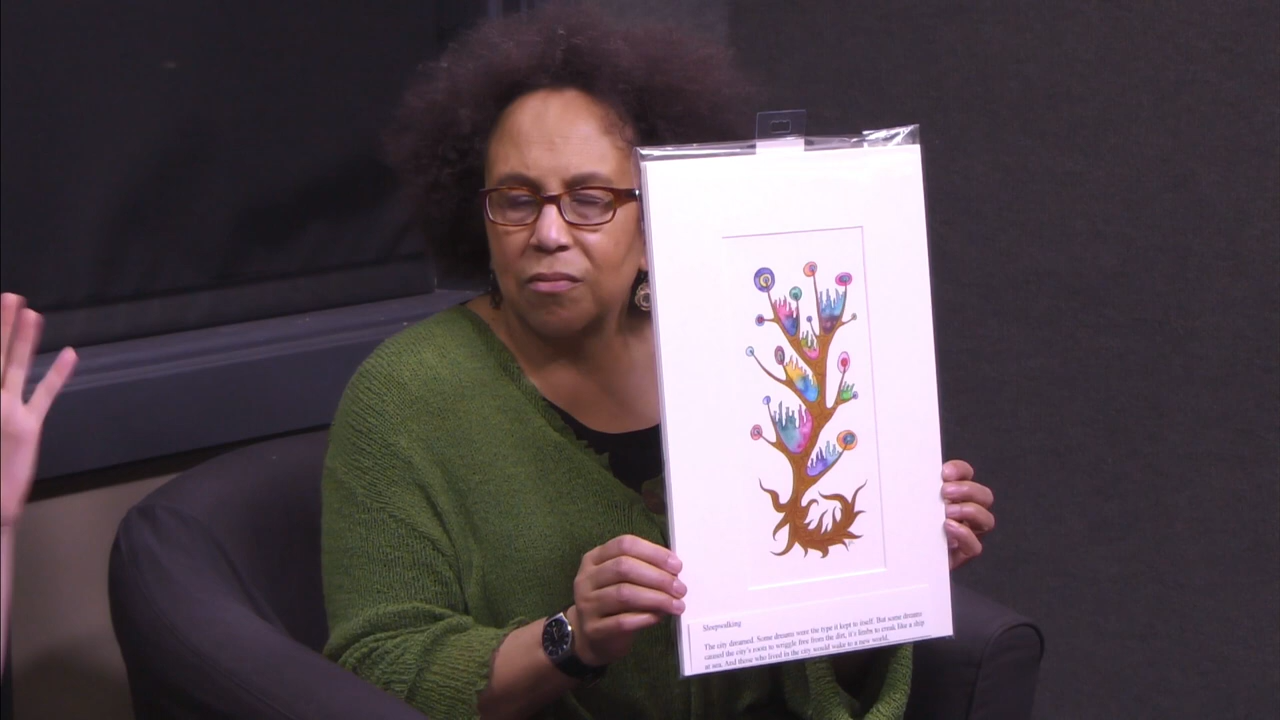 Sleepwalking
The city dreamed. Some dreams were the type it kept to itself. But some dreams
caused the city's roots to wriggle free from the dirt, it's limbs to creak like a ship
at sea. And those who lived in the city would wake to a new world.